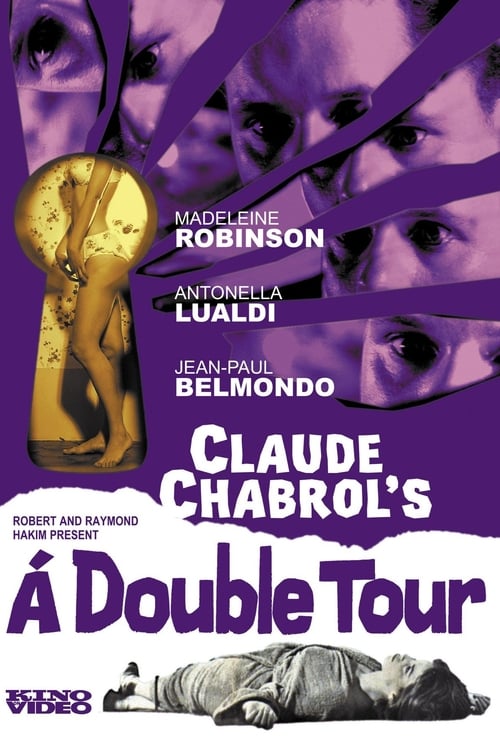 MADELEINE
ROBINSON
ANTONELLA
LUALDI
JEAN-PAUL
BELMONDO
CLAUDE
CHABROL'S
ROBERT AND RAYMOND
HAKIM PRESENT
Á DOUBLE TOUR
KINO
VIDEO